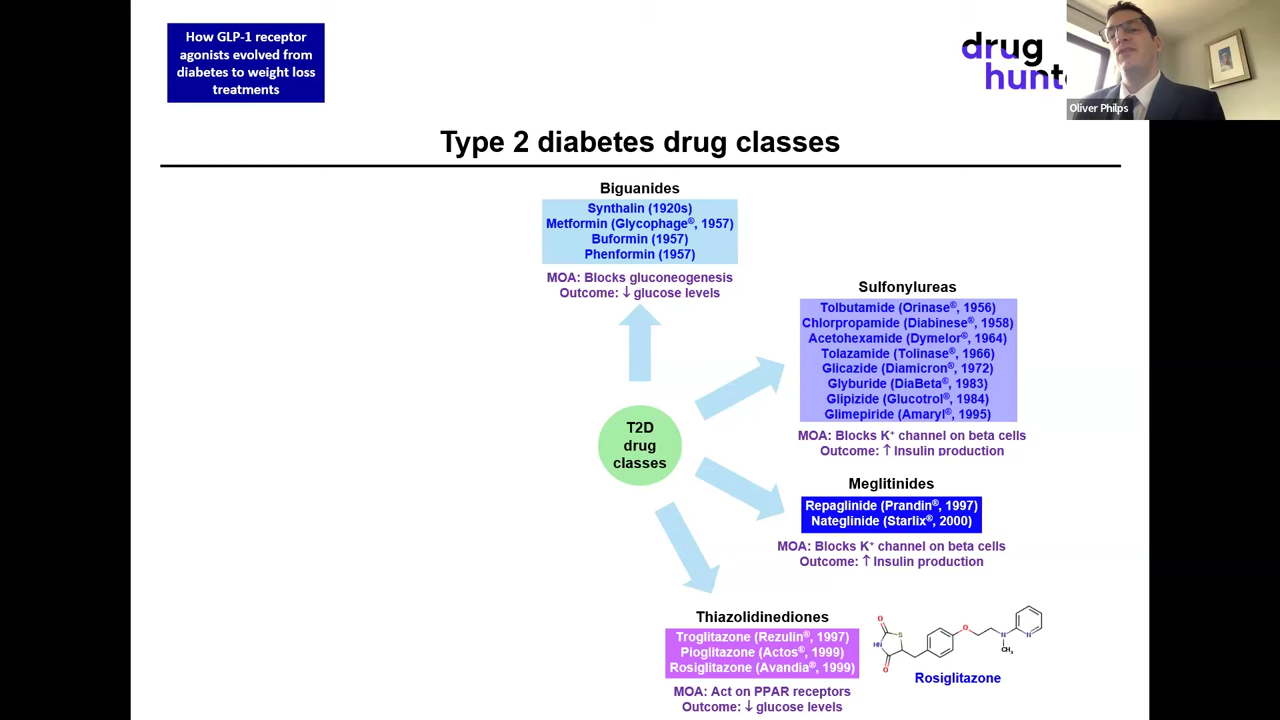 How GLP-1 receptor
agonists evolved from
diabetes to weight loss
treatments
drug
hunt
Oliver Philps
Type 2 diabetes drug classes
Biguanides
Synthalin (1920s)
Metformin (Glycophage®, 1957)
Buformin (1957)
Phenformin (1957)
MOA: Blocks gluconeogenesis
Outcome: ↓ glucose levels
Sulfonylureas
Tolbutamide (Orinase®, 1956)
Chlorpropamide (Diabinese®, 1958)
Acetohexamide (Dymelor®, 1964)
Tolazamide (Tolinase®, 1966)
Glicazide (Diamicron®, 1972)
Glyburide (DiaBeta®, 1983)
Glipizide (Glucotrol®, 1984)
Glimepiride (Amaryl®, 1995)
MOA: Blocks K⁺ channel on beta cells
Outcome: ↑ Insulin production
T2D
drug
classes
Meglitinides
Repaglinide (Prandin®, 1997)
Nateglinide (Starlix®, 2000)
MOA: Blocks K⁺ channel on beta cells
Outcome: ↑ Insulin production
Thiazolidinediones
Troglitazone (Rezulin®, 1997)
Pioglitazone (Actos®, 1999)
Rosiglitazone (Avandia®, 1999)
MOA: Act on PPAR receptors
Outcome: ↓ glucose levels
O
S
HN
O
O
N
N
CH₃
Rosiglitazone